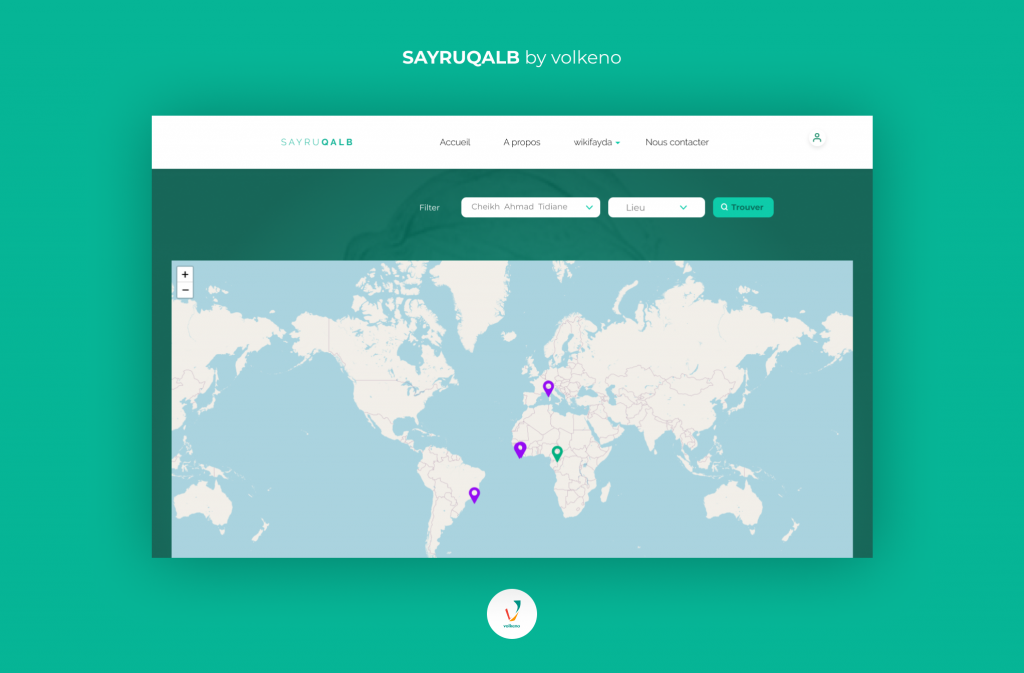 SAYRUQALB by volkeno
SAYRUQALB Accueil A propos wikifayda Nous contacter
Filter Cheikh Ahmad Tidiane Lieu Trouver
+
−
volkeno